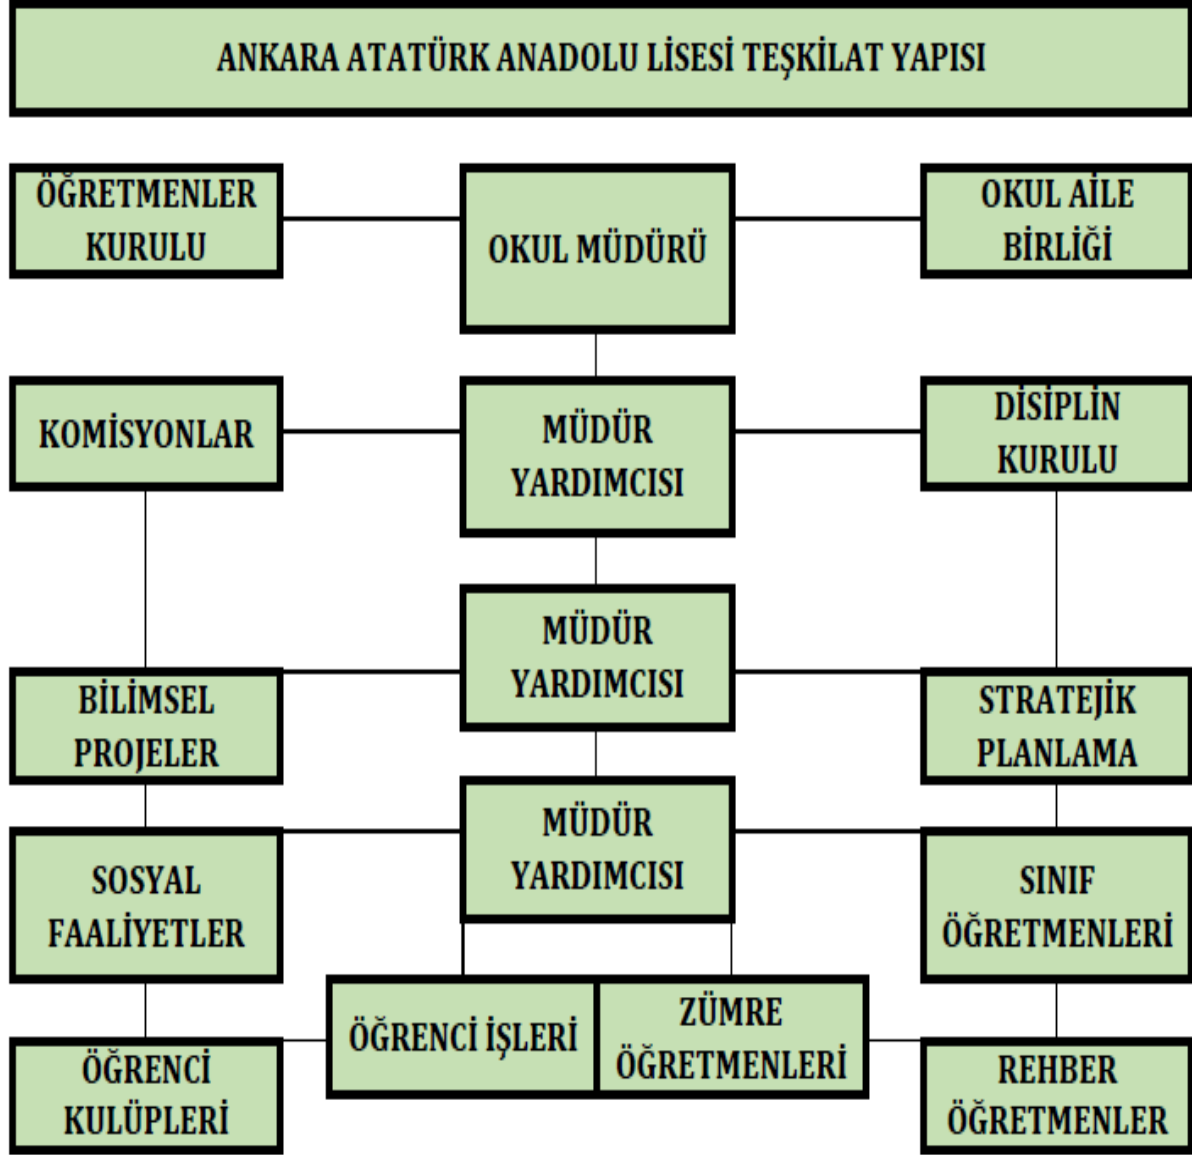 ANKARA ATATÜRK ANADOLU LİSESİ TEŞKİLAT YAPISI
ÖĞRETMENLER
KURULU
OKUL MÜDÜRÜ
OKUL AİLE
BİRLİĞİ
KOMİSYONLAR
MÜDÜR
YARDIMCISI
DİSİPLİN
KURULU
MÜDÜR
YARDIMCISI
BİLİMSEL
PROJELER
STRATEJİK
PLANLAMA
MÜDÜR
YARDIMCISI
SOSYAL
FAALİYETLER
SINIF
ÖĞRETMENLERİ
ÖĞRENCİ İŞLERİ
ZÜMRE
ÖĞRETMENLERİ
ÖĞRENCİ
KULÜPLERİ
REHBER
ÖĞRETMENLER